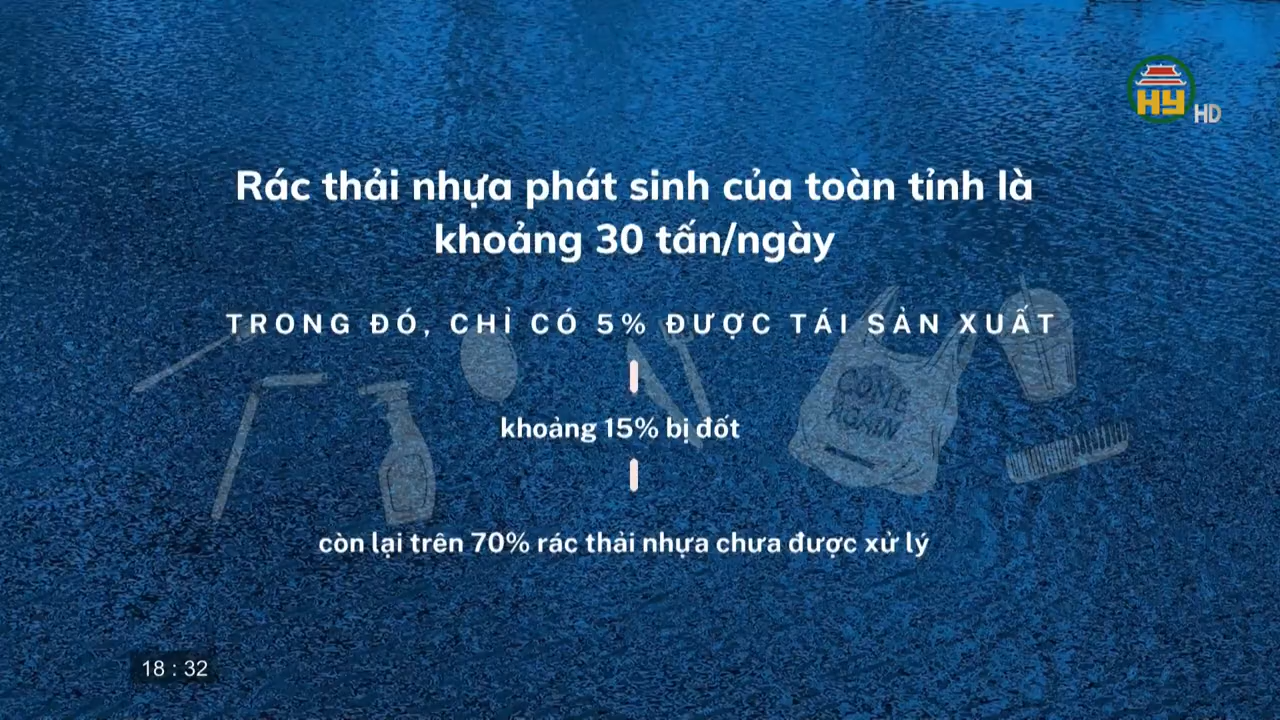 HY HD
Rác thải nhựa phát sinh của toàn tỉnh là
khoảng 30 tấn/ngày
TRONG ĐÓ, CHỈ CÓ 5% ĐƯỢC TÁI SẢN XUẤT
COME
AGAIN
khoảng 15% bị đốt
còn lại trên 70% rác thải nhựa chưa được xử lý
18 : 32